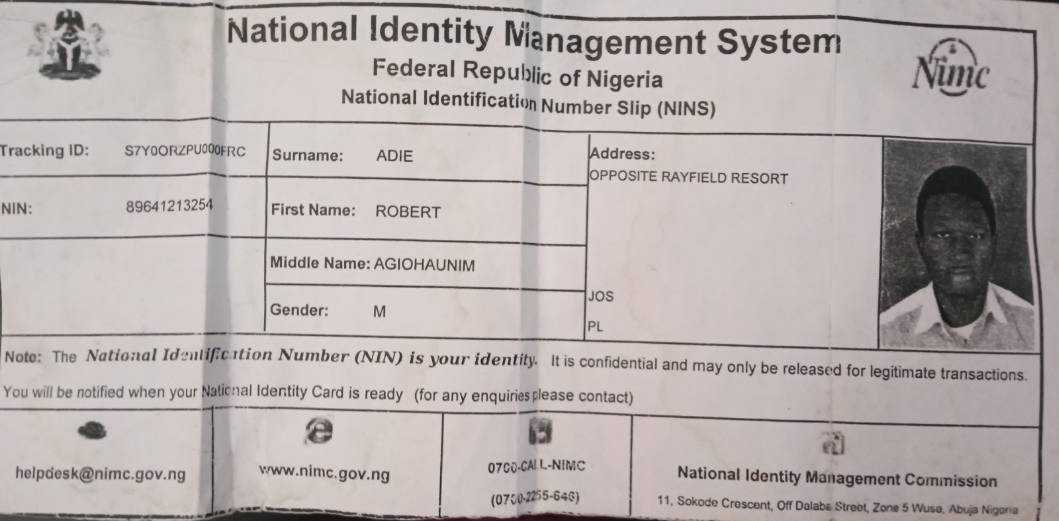 National Identity Management System
Federal Republic of Nigeria
National Identification Number Slip (NINS)
Nimc
Tracking ID: S7Y0ORZPU000FRC
Surname: ADIE
Address:
OPPOSITE RAYFIELD RESORT
NIN: 89641213254
First Name: ROBERT
Middle Name: AGIOHAUNIM
Gender: M
JOS
PL
Note: The National Identification Number (NIN) is your identity. It is confidential and may only be released for legitimate transactions.
You will be notified when your National Identity Card is ready (for any enquiries please contact)
helpdesk@nimc.gov.ng
www.nimc.gov.ng
0700-CALL-NIMC
(0700-2255-646)
National Identity Management Commission
11, Sokode Crescent, Off Dalaba Street, Zone 5 Wuse, Abuja Nigeria